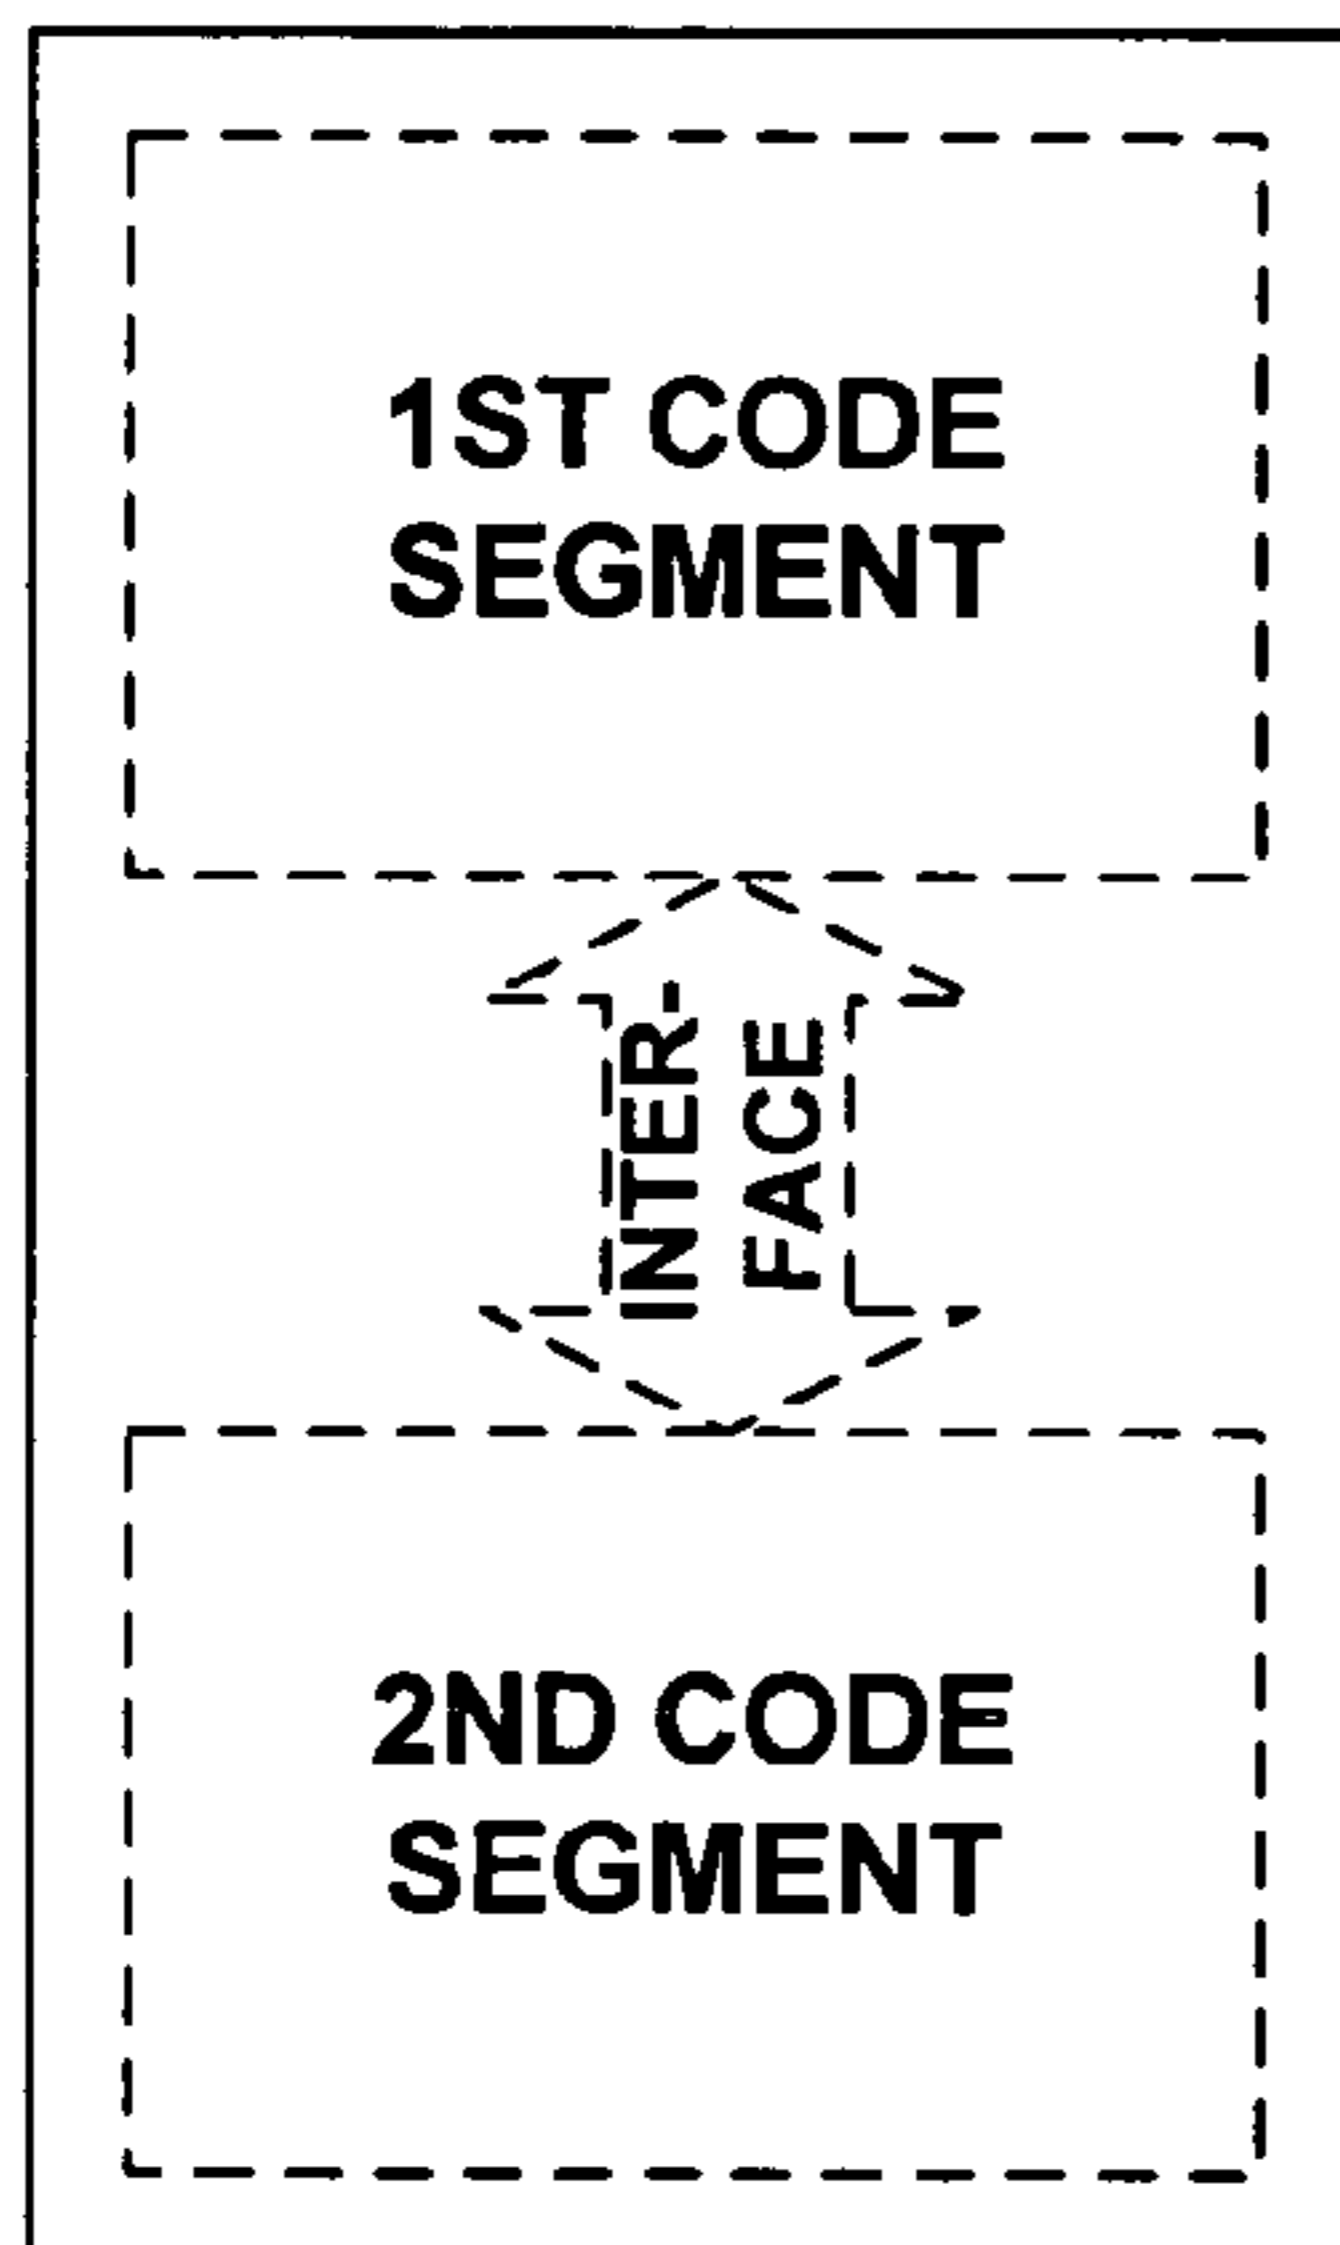 1ST CODE
SEGMENT
INTER-
FACE
2ND CODE
SEGMENT